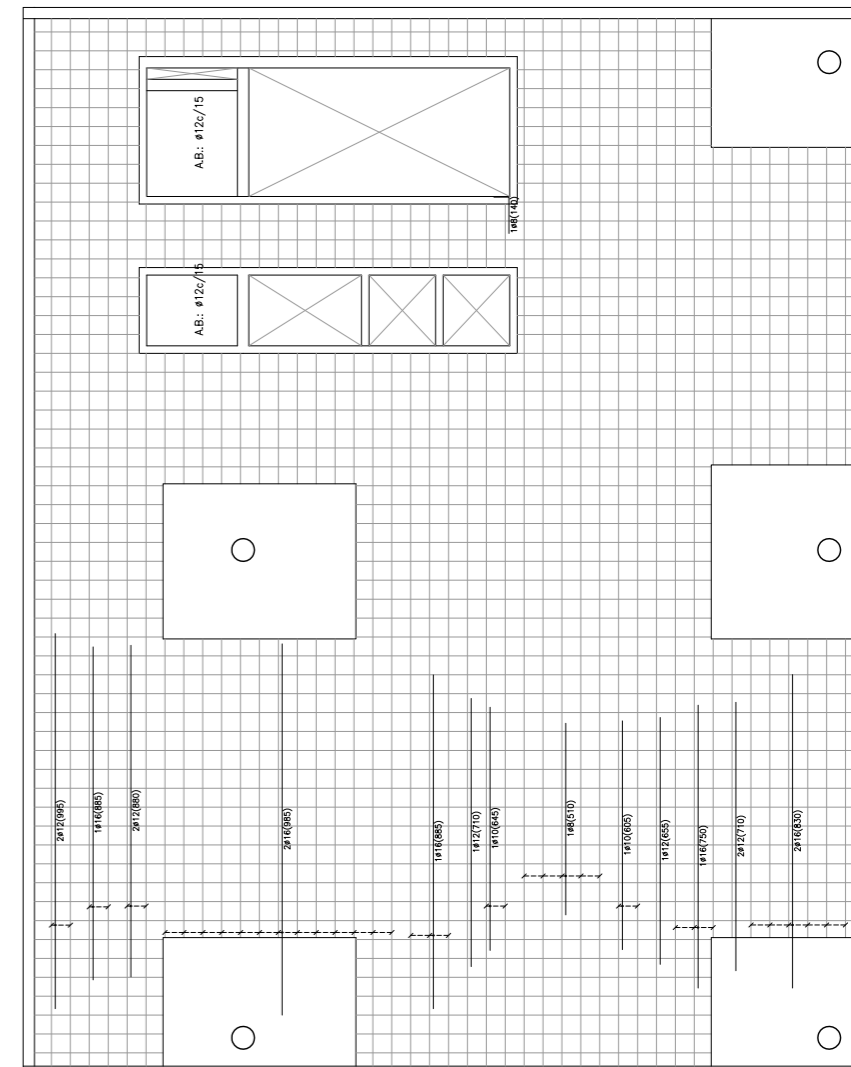 A.B.: ø12c/15
1ø8(140)
A.B.: ø12c/15
2ø12(995)
1ø16(885)
2ø12(880)
2ø16(985)
1ø16(885)
1ø12(710)
1ø10(645)
1ø8(510)
1ø10(605)
1ø12(655)
1ø16(750)
2ø12(710)
2ø16(830)